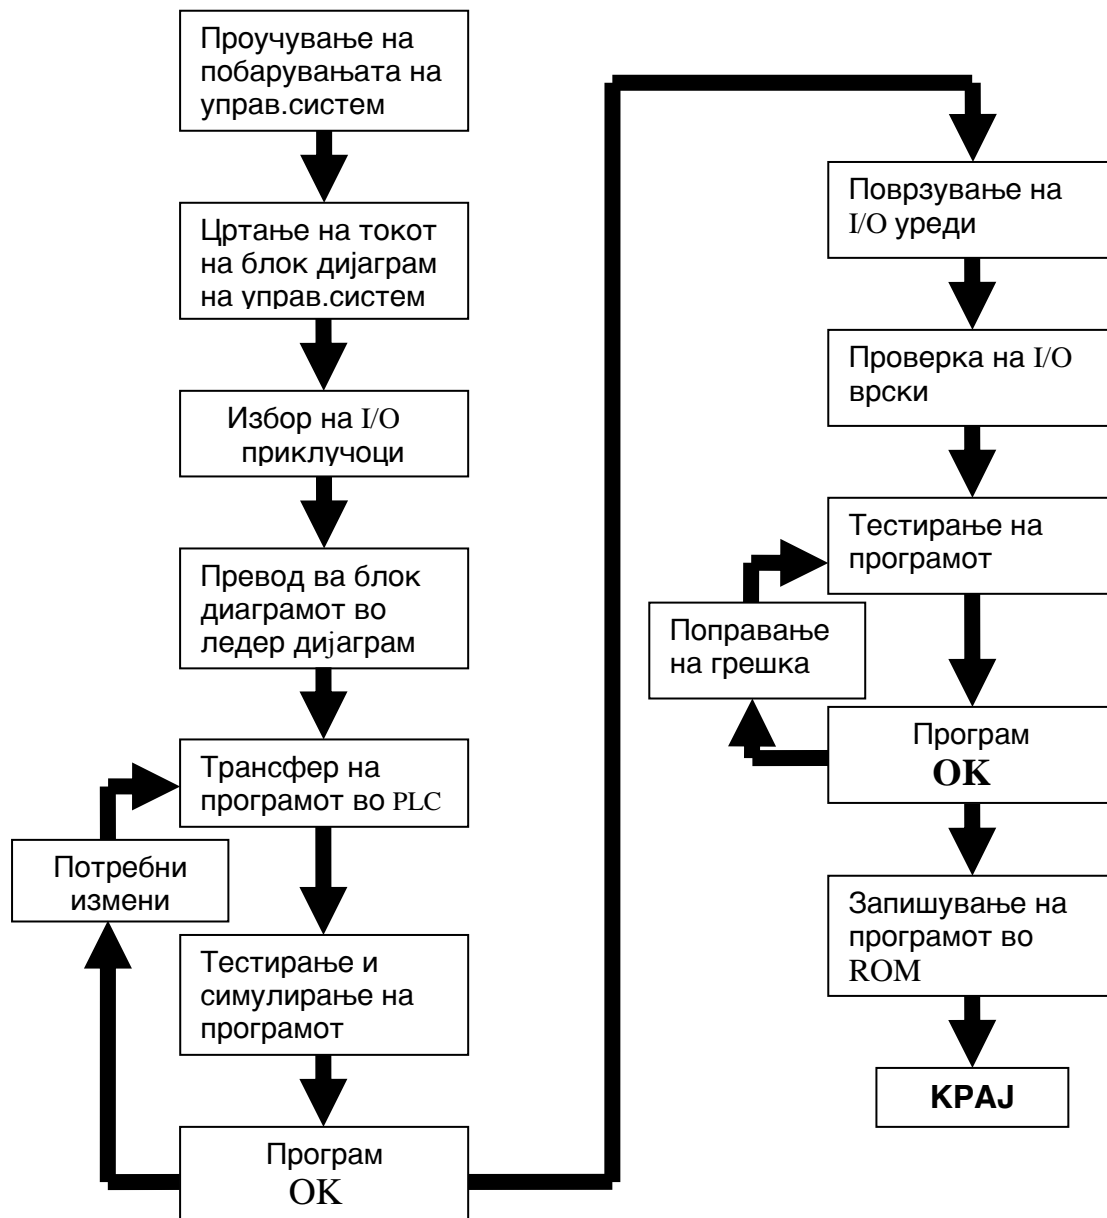 Проучување на
побарувањата на
управ.систем
Цртање на токот
на блок дијаграм
на управ.систем
Избор на I/O
приклучоци
Превод ва блок
диаграмот во
ледер дијаграм
Трансфер на
програмот во PLC
Потребни
измени
Тестирање и
симулирање на
програмот
Програм
OK
Поврзување на
I/O уреди
Проверка на I/O
врски
Тестирање на
програмот
Поправање
на грешка
Програм
OK
Запишување на
програмот во
ROM
КРАЈ